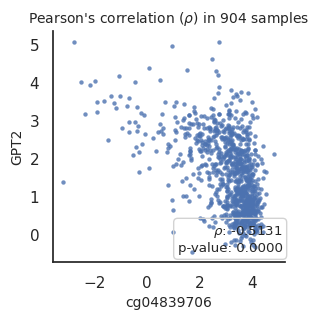 Pearson's correlation (ρ) in 904 samples
5
4
3
2
1
0
GPT2
ρ: -0.5131
p-value: 0.0000
−2 0 2 4
cg04839706